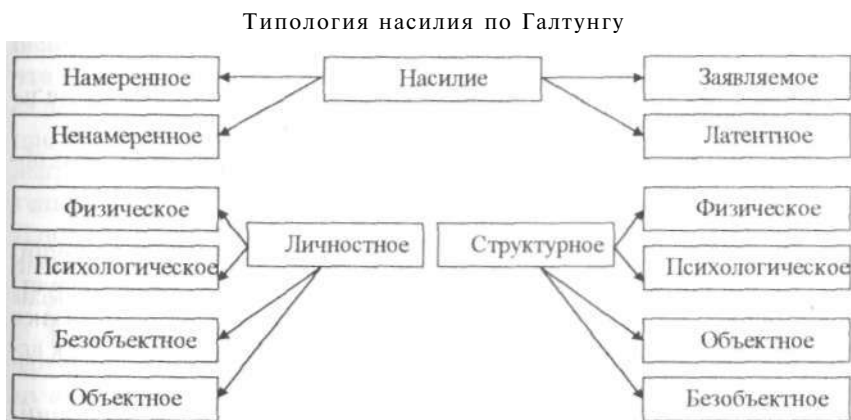 Типология насилия по Галтунгу
Намеренное
Насилие
Заявляемое
Ненамеренное
Латентное
Физическое
Физическое
Личностное
Структурное
Психологическое
Психологическое
Безобъектное
Объектное
Объектное
Безобъектное